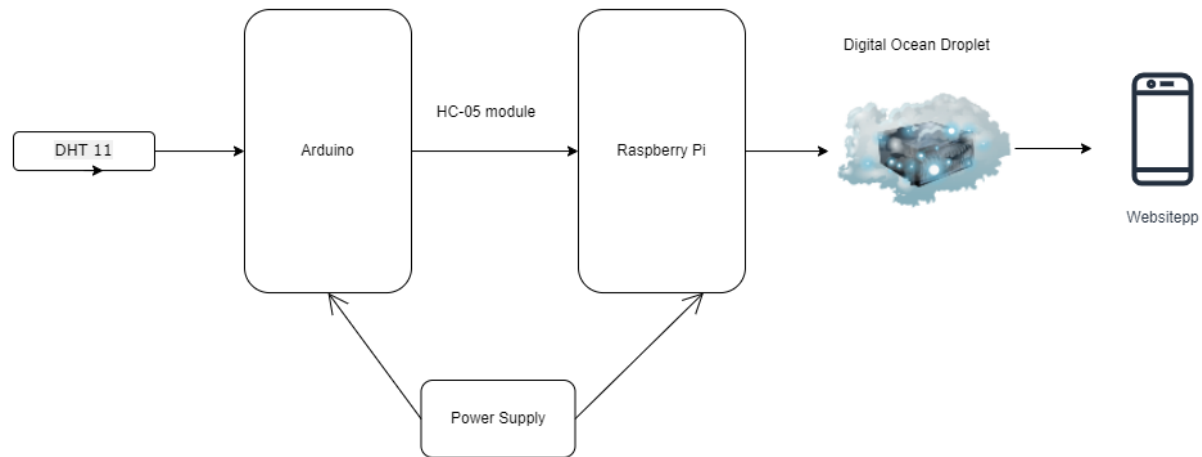 Digital Ocean Droplet
HC-05 module
DHT 11
Arduino
Raspberry Pi
Websitepp
Power Supply